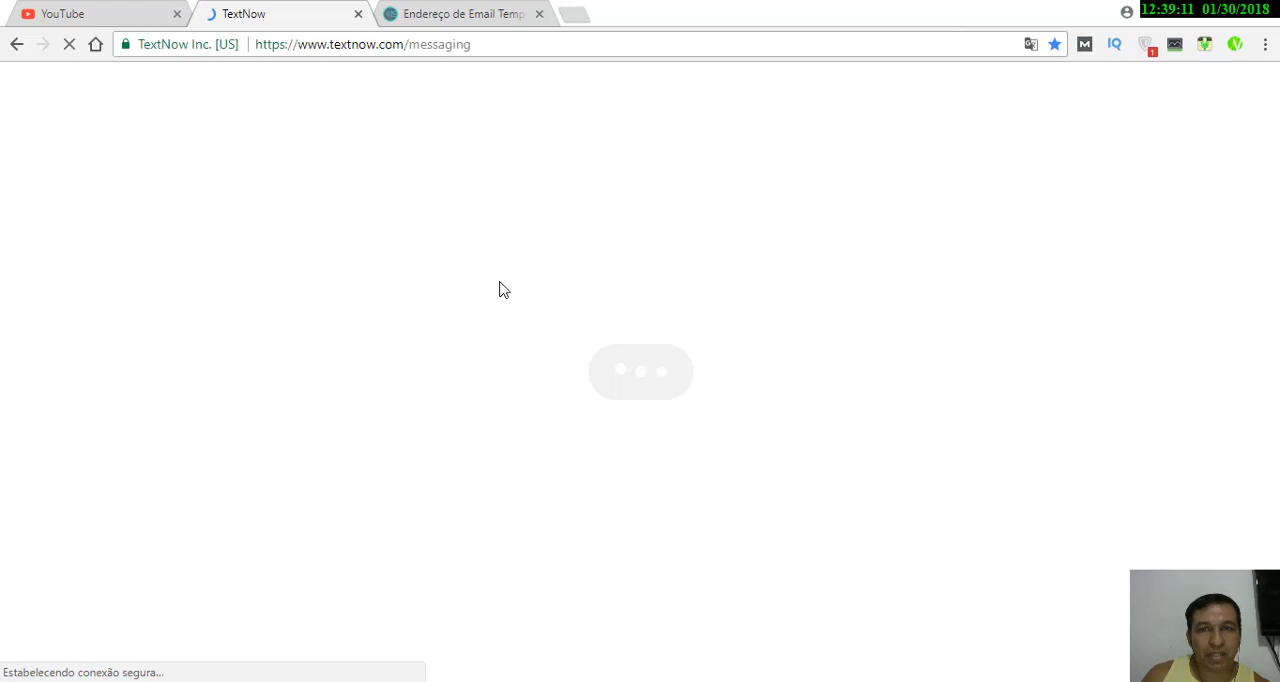 YouTube
TextNow
Endereço de Email Temp
12:39:11 01/30/2018
TextNow Inc. [US]
https://www.textnow.com/messaging
M
IQ
1
V
Estabelecendo conexão segura...